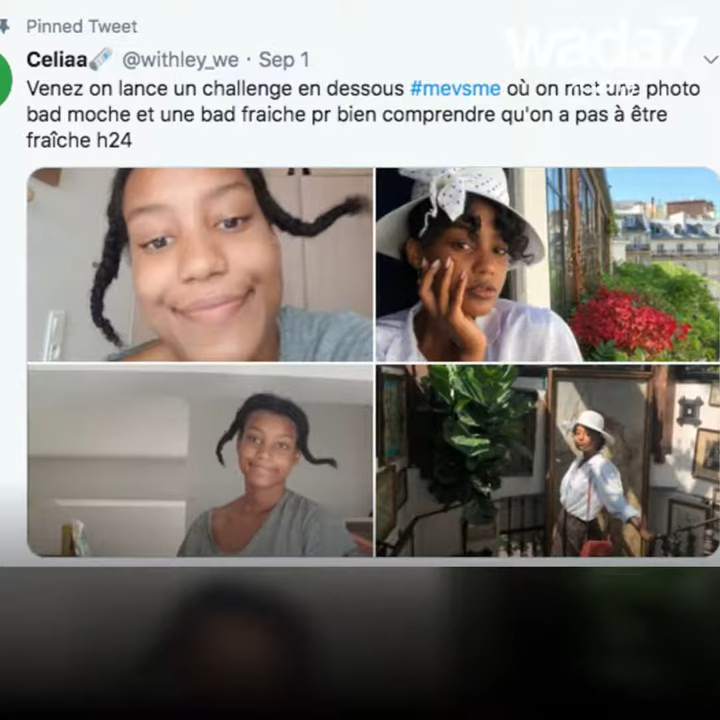 Pinned Tweet
Celiaa @withley_we · Sep 1
Venez on lance un challenge en dessous #mevsme où on met une photo
bad moche et une bad fraiche pr bien comprendre qu'on a pas à être
fraîche h24
wada7